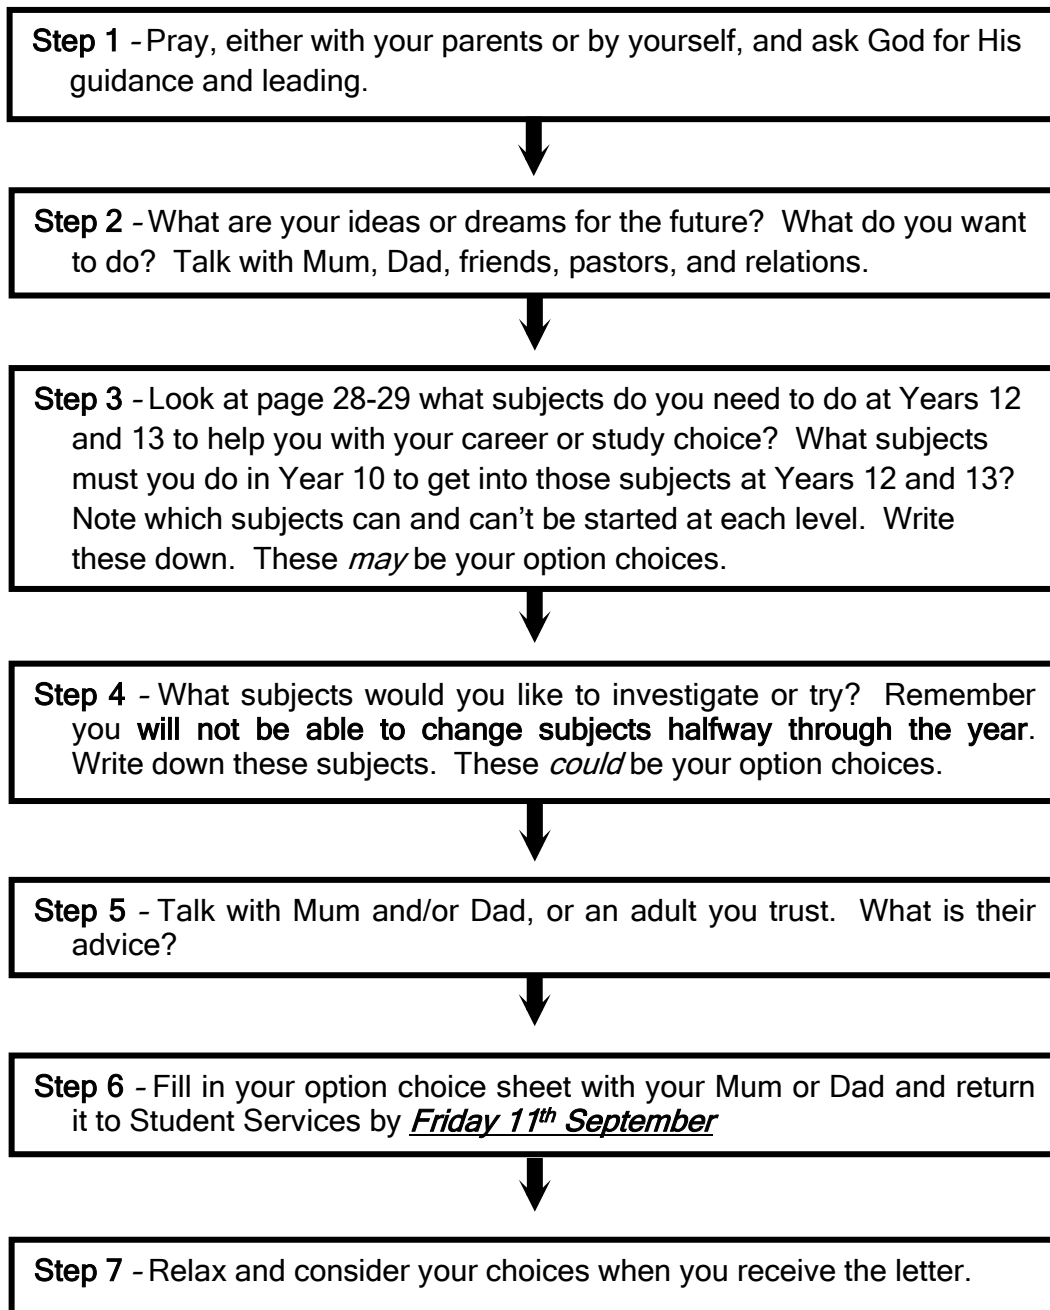 Step 1 - Pray, either with your parents or by yourself, and ask God for His
guidance and leading.
Step 2 - What are your ideas or dreams for the future? What do you want
to do? Talk with Mum, Dad, friends, pastors, and relations.
Step 3 - Look at page 28-29 what subjects do you need to do at Years 12
and 13 to help you with your career or study choice? What subjects
must you do in Year 10 to get into those subjects at Years 12 and 13?
Note which subjects can and can't be started at each level. Write
these down. These may be your option choices.
Step 4 - What subjects would you like to investigate or try? Remember
you will not be able to change subjects halfway through the year.
Write down these subjects. These could be your option choices.
Step 5 - Talk with Mum and/or Dad, or an adult you trust. What is their
advice?
Step 6 - Fill in your option choice sheet with your Mum or Dad and return
it to Student Services by Friday 11th September
Step 7 - Relax and consider your choices when you receive the letter.